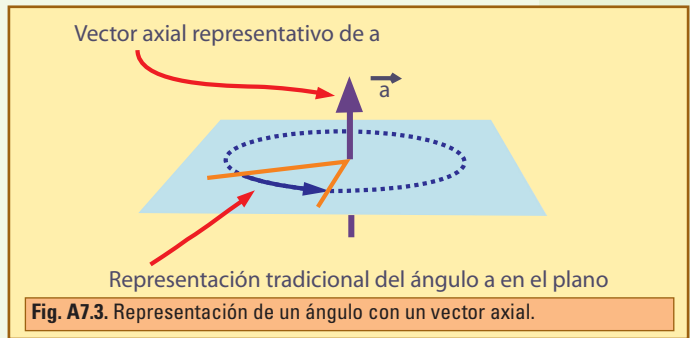 Vector axial representativo de a
a
Representación tradicional del ángulo a en el plano
Fig. A7.3. Representación de un ángulo con un vector axial.